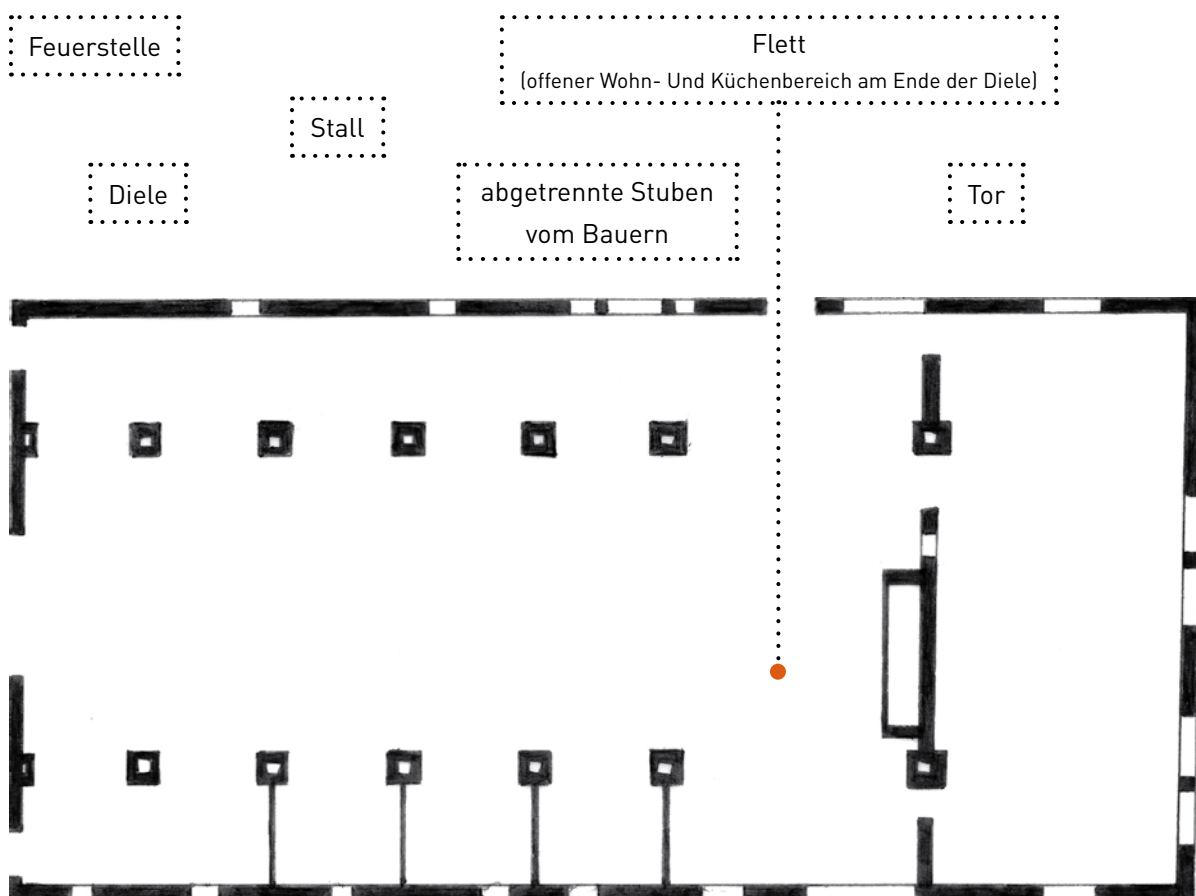 Feuerstelle
Flett
(offener Wohn- Und Küchenbereich am Ende der Diele)
Stall
Diele
abgetrennte Stuben
vom Bauern
Tor